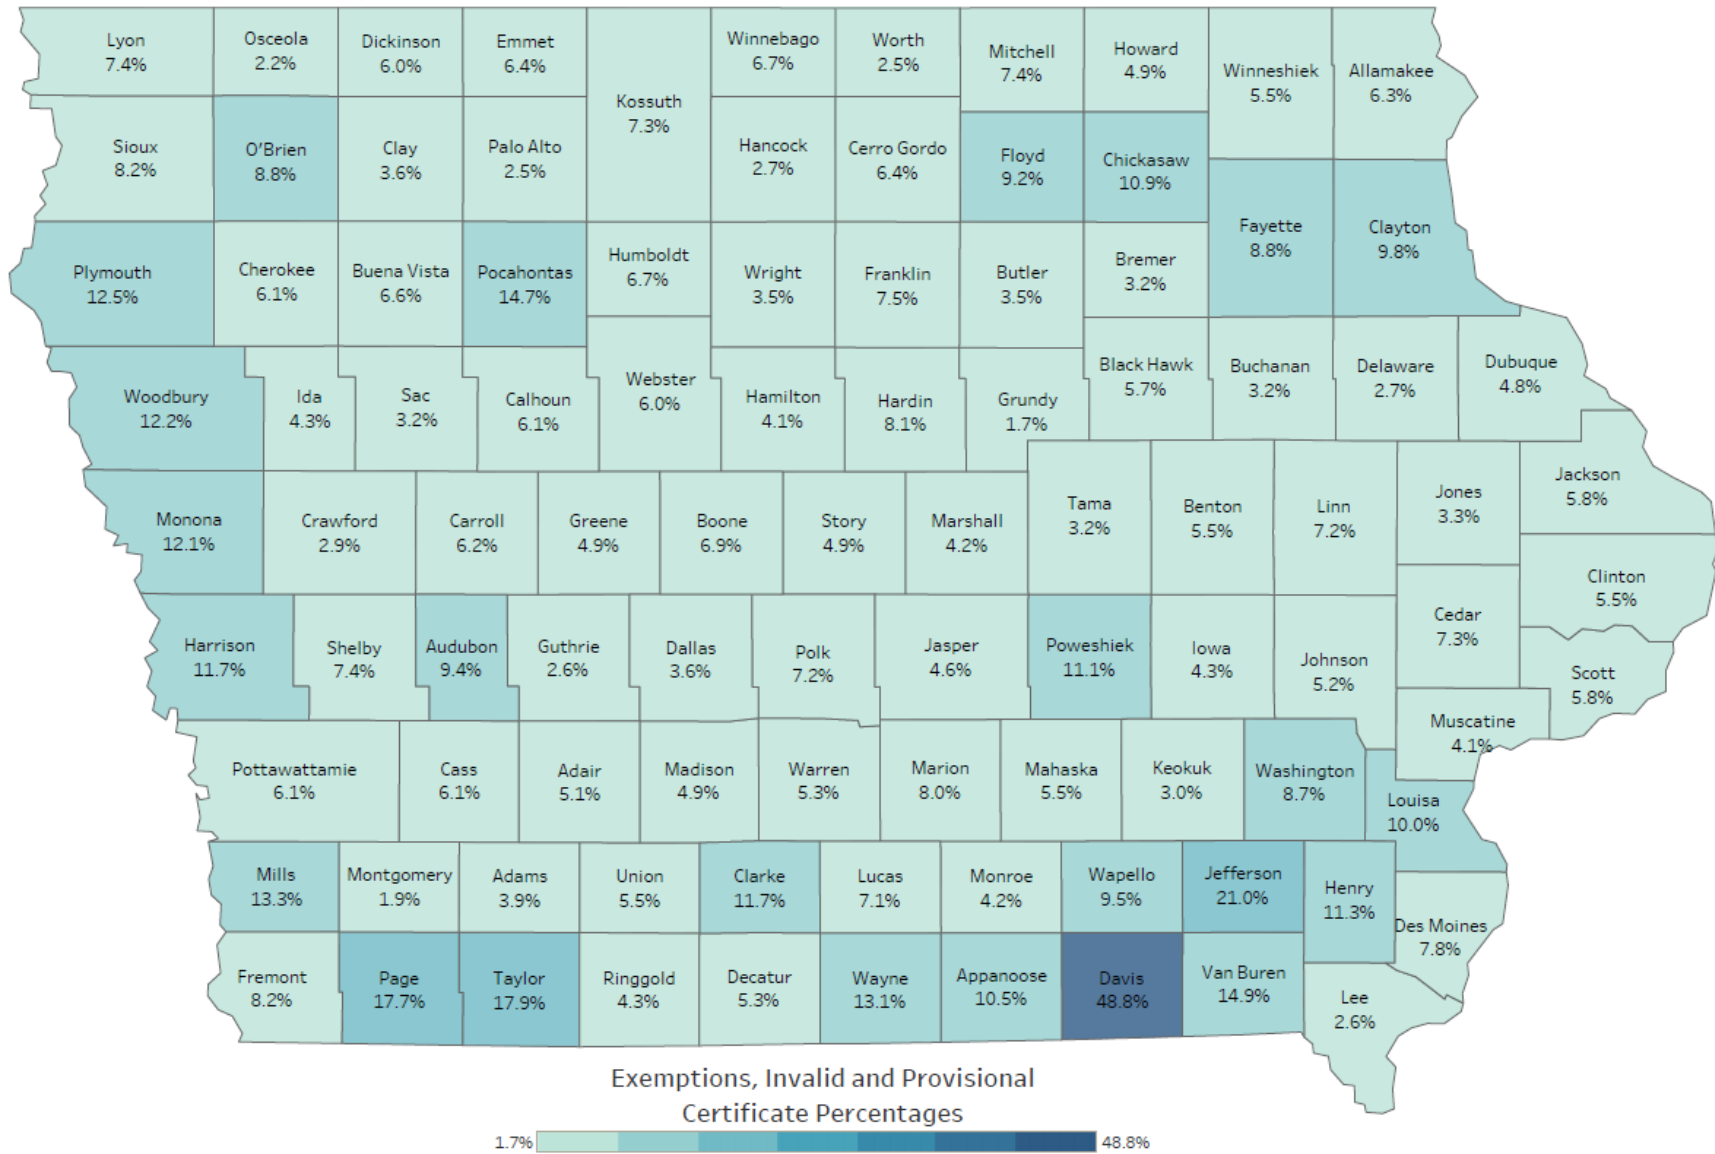 Lyon
7.4%
Osceola
2.2%
Dickinson
6.0%
Emmet
6.4%
Kossuth
7.3%
Winnebago
6.7%
Worth
2.5%
Mitchell
7.4%
Howard
4.9%
Winneshiek
5.5%
Allamakee
6.3%
Sioux
8.2%
O'Brien
8.8%
Clay
3.6%
Palo Alto
2.5%
Hancock
2.7%
Cerro Gordo
6.4%
Floyd
9.2%
Chickasaw
10.9%
Fayette
8.8%
Clayton
9.8%
Plymouth
12.5%
Cherokee
6.1%
Buena Vista
6.6%
Pocahontas
14.7%
Humboldt
6.7%
Wright
3.5%
Franklin
7.5%
Butler
3.5%
Bremer
3.2%
Woodbury
12.2%
Ida
4.3%
Sac
3.2%
Calhoun
6.1%
Webster
6.0%
Hamilton
4.1%
Hardin
8.1%
Grundy
1.7%
Black Hawk
5.7%
Buchanan
3.2%
Delaware
2.7%
Dubuque
4.8%
Monona
12.1%
Crawford
2.9%
Carroll
6.2%
Greene
4.9%
Boone
6.9%
Story
4.9%
Marshall
4.2%
Tama
3.2%
Benton
5.5%
Linn
7.2%
Jones
3.3%
Jackson
5.8%
Clinton
5.5%
Harrison
11.7%
Shelby
7.4%
Audubon
9.4%
Guthrie
2.6%
Dallas
3.6%
Polk
7.2%
Jasper
4.6%
Poweshiek
11.1%
Iowa
4.3%
Johnson
5.2%
Cedar
7.3%
Scott
5.8%
Muscatine
4.1%
Pottawattamie
6.1%
Cass
6.1%
Adair
5.1%
Madison
4.9%
Warren
5.3%
Marion
8.0%
Mahaska
5.5%
Keokuk
3.0%
Washington
8.7%
Louisa
10.0%
Mills
13.3%
Montgomery
1.9%
Adams
3.9%
Union
5.5%
Clarke
11.7%
Lucas
7.1%
Monroe
4.2%
Wapello
9.5%
Jefferson
21.0%
Henry
11.3%
Des Moines
7.8%
Fremont
8.2%
Page
17.7%
Taylor
17.9%
Ringgold
4.3%
Decatur
5.3%
Wayne
13.1%
Appanoose
10.5%
Davis
48.8%
Van Buren
14.9%
Lee
2.6%
Exemptions, Invalid and Provisional
Certificate Percentages
1.7%
48.8%